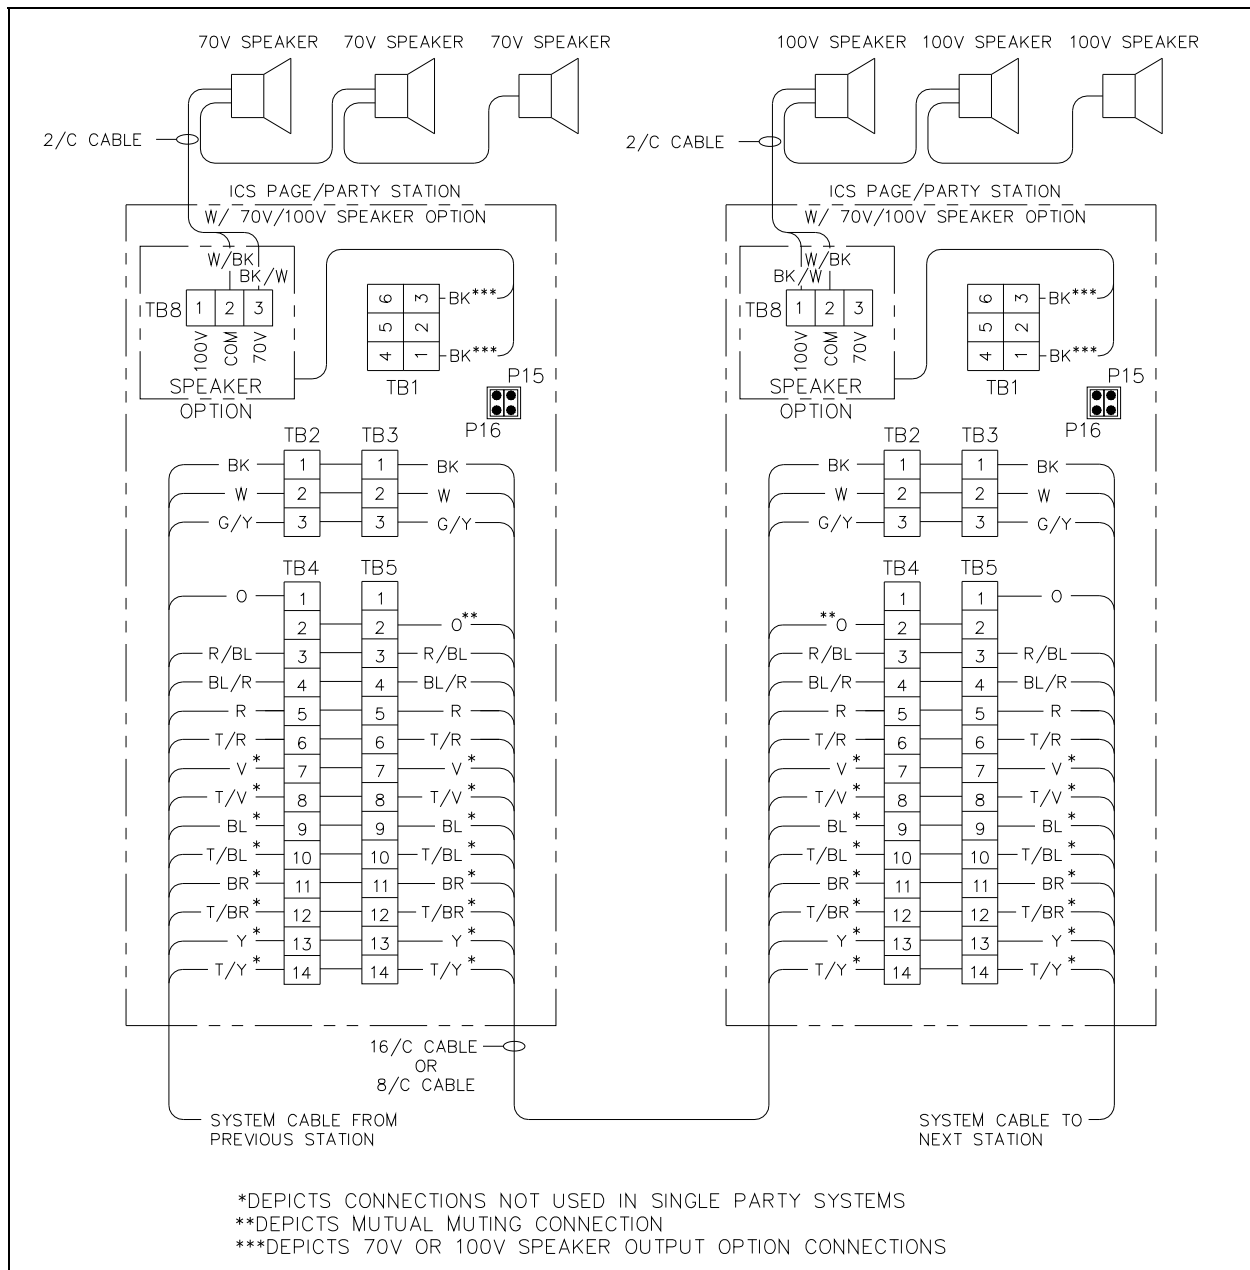 70V SPEAKER 70V SPEAKER 70V SPEAKER 100V SPEAKER 100V SPEAKER 100V SPEAKER
2/C CABLE 2/C CABLE
ICS PAGE/PARTY STATION ICS PAGE/PARTY STATION
W/ 70V/100V SPEAKER OPTION W/ 70V/100V SPEAKER OPTION
W/BK W/BK
BK/W BK/W
TB8 1 2 3 TB8 1 2 3
100V COM 70V 100V COM 70V
6 3 BK*** 6 3 BK***
5 2 5 2
4 1 BK*** 4 1 BK***
TB1 TB1
SPEAKER OPTION SPEAKER OPTION
P15 P15
P16 P16
TB2 TB3 TB2 TB3
BK 1 1 BK BK 1 1 BK
W 2 2 W W 2 2 W
G/Y 3 3 G/Y G/Y 3 3 G/Y
TB4 TB5 TB4 TB5
O 1 1 1 1 O
2 2 O** **O 2 2
R/BL 3 3 R/BL R/BL 3 3 R/BL
BL/R 4 4 BL/R BL/R 4 4 BL/R
R 5 5 R R 5 5 R
T/R 6 6 T/R T/R 6 6 T/R
V* 7 7 V* V* 7 7 V*
T/V* 8 8 T/V* T/V* 8 8 T/V*
BL* 9 9 BL* BL* 9 9 BL*
T/BL* 10 10 T/BL* T/BL* 10 10 T/BL*
BR* 11 11 BR* BR* 11 11 BR*
T/BR* 12 12 T/BR* T/BR* 12 12 T/BR*
Y* 13 13 Y* Y* 13 13 Y*
T/Y* 14 14 T/Y* T/Y* 14 14 T/Y*
16/C CABLE
OR
8/C CABLE
SYSTEM CABLE FROM
PREVIOUS STATION
SYSTEM CABLE TO
NEXT STATION
*DEPICTS CONNECTIONS NOT USED IN SINGLE PARTY SYSTEMS
**DEPICTS MUTUAL MUTING CONNECTION
***DEPICTS 70V OR 100V SPEAKER OUTPUT OPTION CONNECTIONS